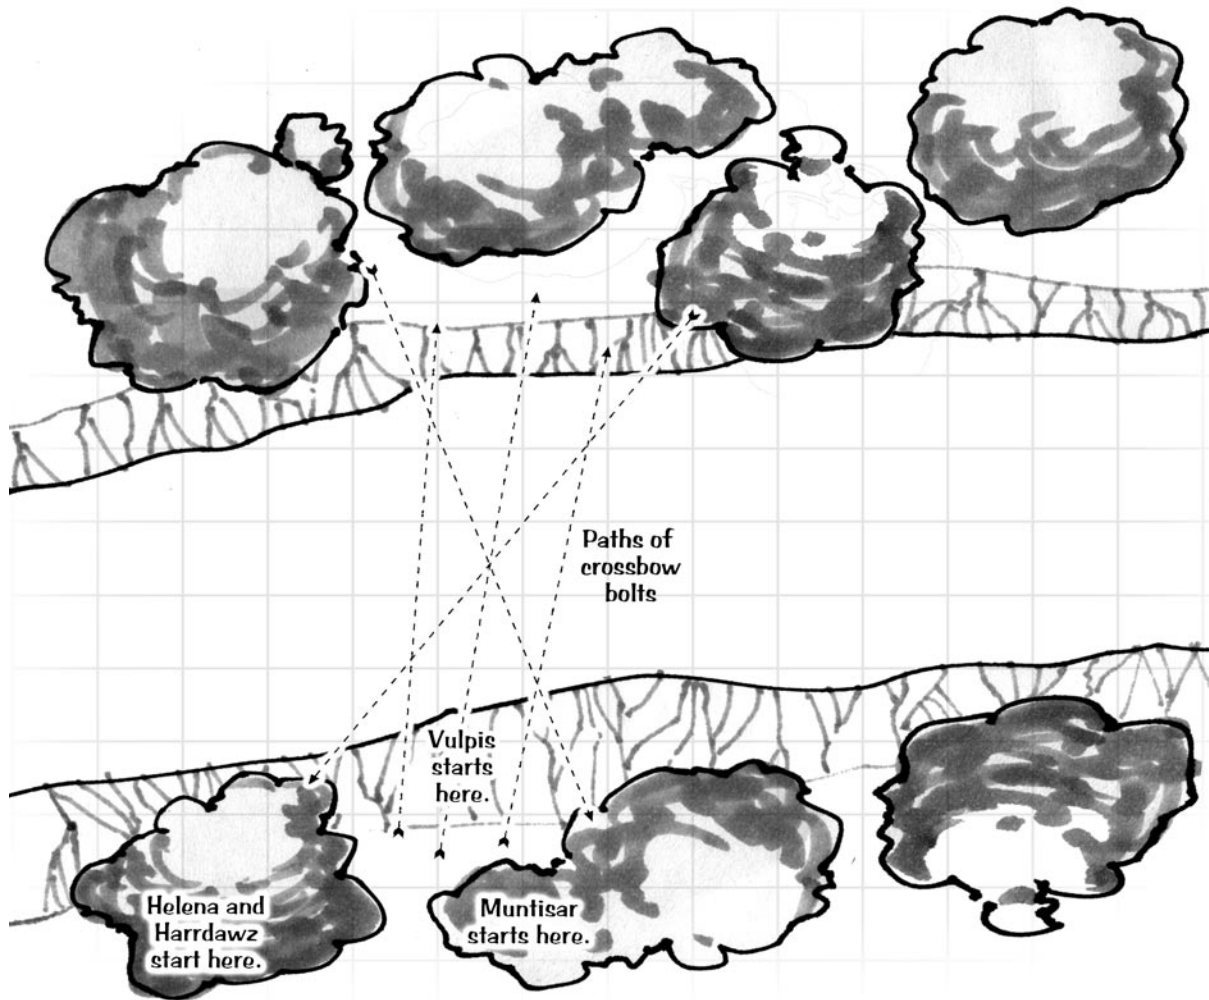 Paths of
crossbow
bolts
Vulpis
starts
here.
Helena and
Harrdawz
start here.
Muntisar
starts here.